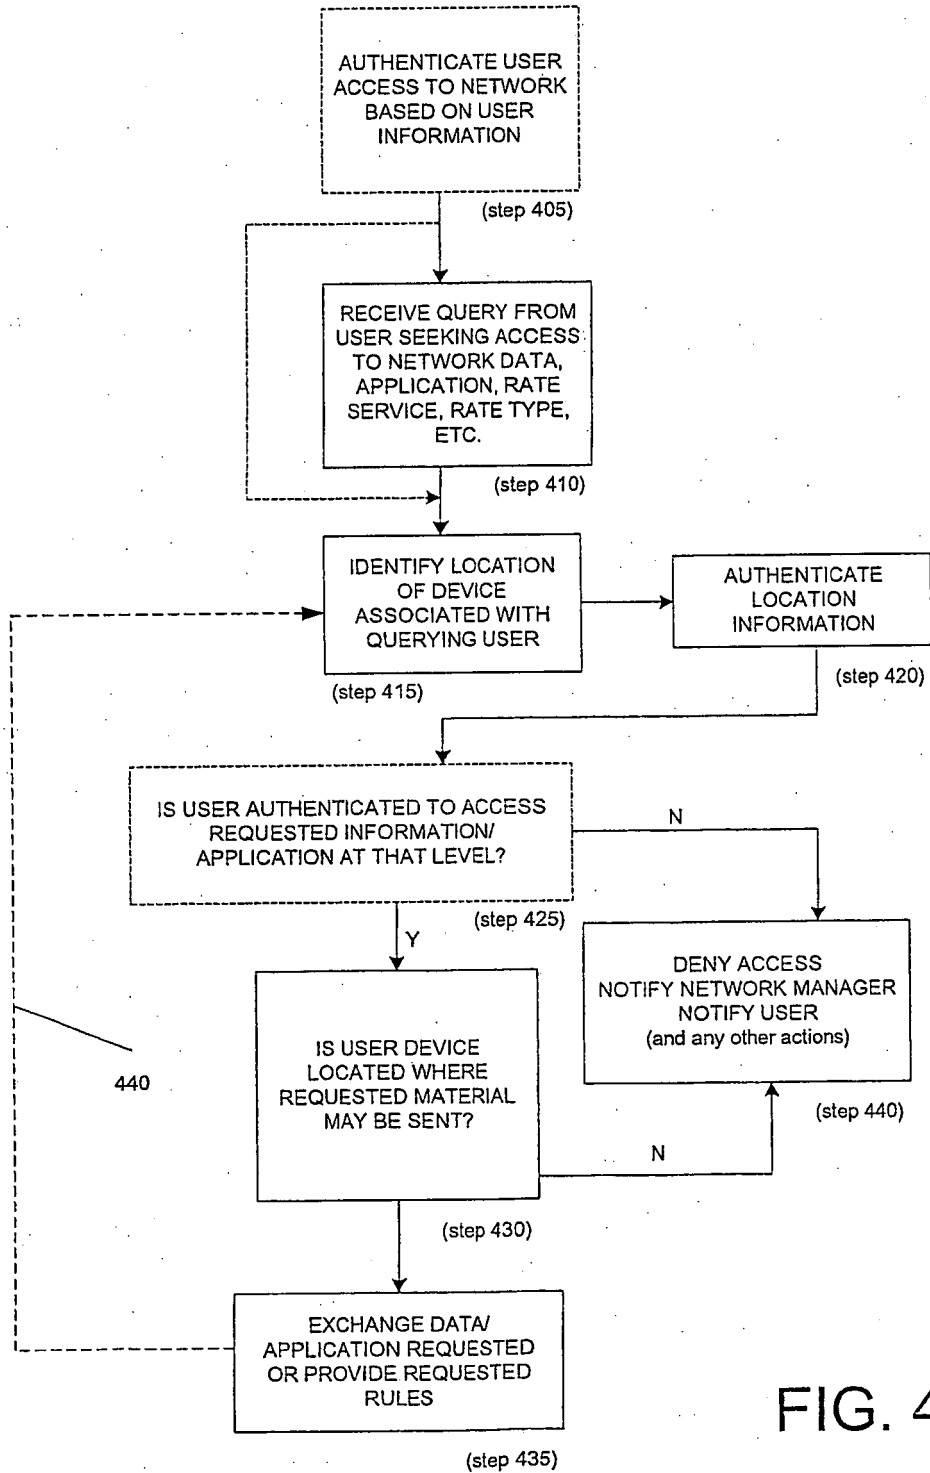 AUTHENTICATE USER
ACCESS TO NETWORK
BASED ON USER
INFORMATION
(step 405)
RECEIVE QUERY FROM
USER SEEKING ACCESS
TO NETWORK DATA,
APPLICATION, RATE
SERVICE, RATE TYPE,
ETC.
(step 410)
IDENTIFY LOCATION
OF DEVICE
ASSOCIATED WITH
QUERYING USER
(step 415)
AUTHENTICATE
LOCATION
INFORMATION
(step 420)
IS USER AUTHENTICATED TO ACCESS
REQUESTED INFORMATION/
APPLICATION AT THAT LEVEL?
(step 425)
N
Y
DENY ACCESS
NOTIFY NETWORK MANAGER
NOTIFY USER
(and any other actions)
(step 440)
IS USER DEVICE
LOCATED WHERE
REQUESTED MATERIAL
MAY BE SENT?
(step 430)
N
440
EXCHANGE DATA/
APPLICATION REQUESTED
OR PROVIDE REQUESTED
RULES
(step 435)
FIG. 4